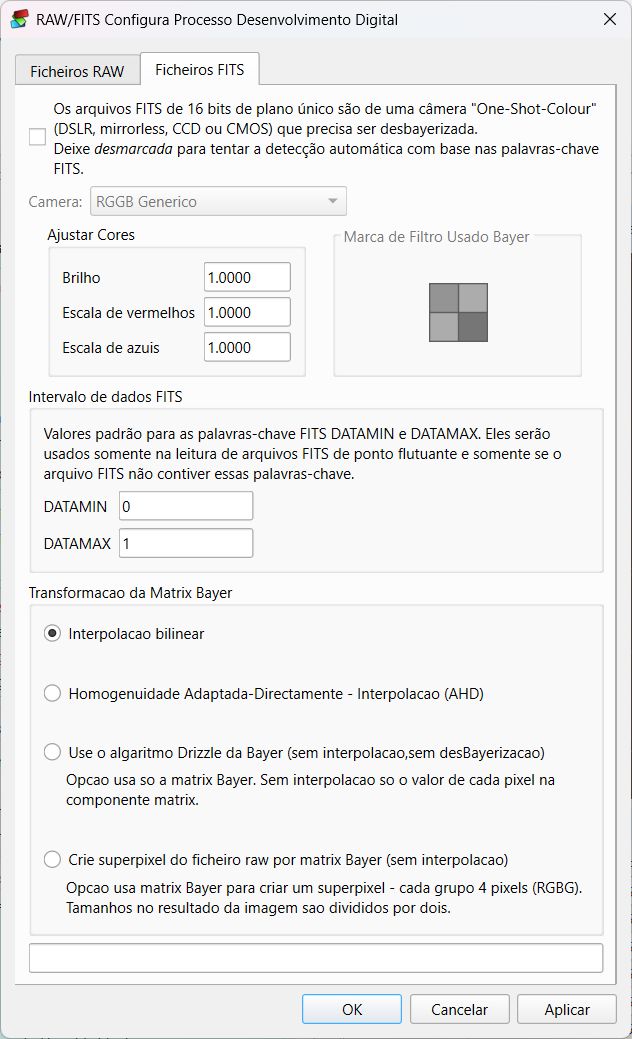 RAW/FITS Configura Processo Desenvolvimento Digital
Ficheiros RAW
Ficheiros FITS
Os arquivos FITS de 16 bits de plano único são de uma câmera "One-Shot-Colour"
(DSLR, mirrorless, CCD ou CMOS) que precisa ser desbayerizada.
Deixe desmarcada para tentar a detecção automática com base nas palavras-chave
FITS.
Camera: RGGB Generico
Ajustar Cores
Marca de Filtro Usado Bayer
Brilho 1.0000
Escala de vermelhos 1.0000
Escala de azuis 1.0000
Intervalo de dados FITS
Valores padrão para as palavras-chave FITS DATAMIN e DATAMAX. Eles serão
usados somente na leitura de arquivos FITS de ponto flutuante e somente se o
arquivo FITS não contiver essas palavras-chave.
DATAMIN 0
DATAMAX 1
Transformacao da Matrix Bayer
Interpolacao bilinear
Homogenuidade Adaptada-Directamente - Interpolacao (AHD)
Use o algaritmo Drizzle da Bayer (sem interpolacao,sem desBayerizacao)
Opcao usa so a matrix Bayer. Sem interpolacao so o valor de cada pixel na
componente matrix.
Crie superpixel do ficheiro raw por matrix Bayer (sem interpolacao)
Opcao usa matrix Bayer para criar um superpixel - cada grupo 4 pixels (RGBG).
Tamanhos no resultado da imagem sao divididos por dois.
OK
Cancelar
Aplicar